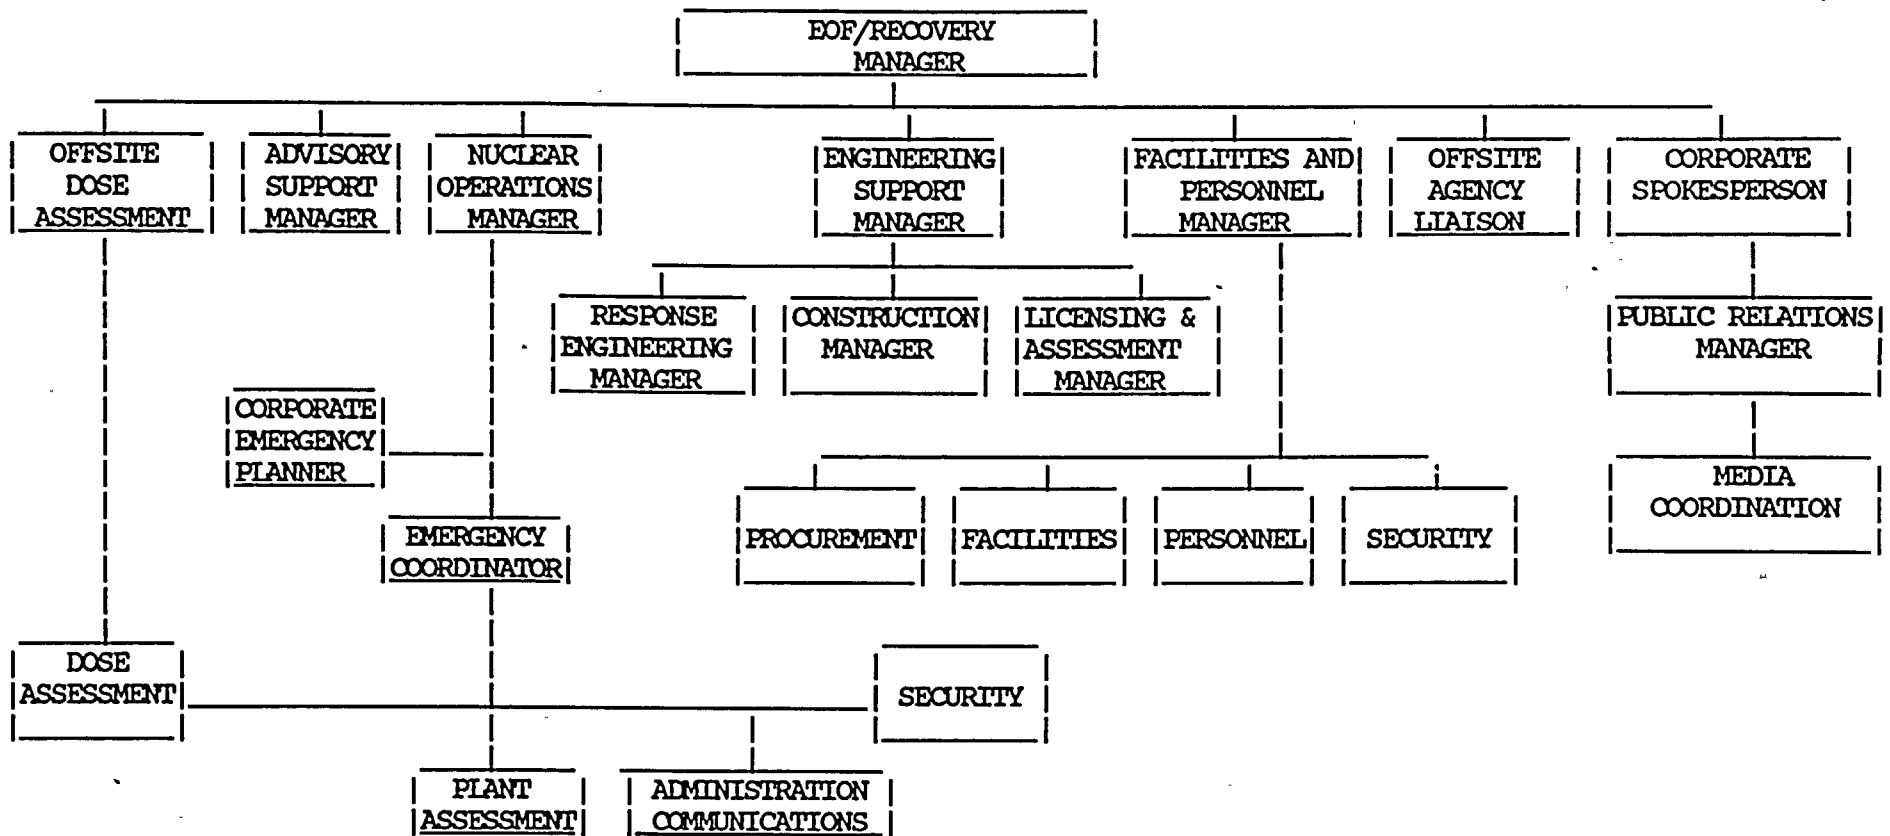 EOF/RECOVERY
MANAGER
OFFSITE
DOSE
ASSESSMENT
ADVISORY
SUPPORT
MANAGER
NUCLEAR
OPERATIONS
MANAGER
ENGINEERING
SUPPORT
MANAGER
FACILITIES AND
PERSONNEL
MANAGER
OFFSITE
AGENCY
LIAISON
CORPORATE
SPOKESPERSON
RESPONSE
ENGINEERING
MANAGER
CONSTRUCTION
MANAGER
LICENSING &
ASSESSMENT
MANAGER
PUBLIC RELATIONS
MANAGER
CORPORATE
EMERGENCY
PLANNER
EMERGENCY
COORDINATOR
PROCUREMENT
FACILITIES
PERSONNEL
SECURITY
MEDIA
COORDINATION
DOSE
ASSESSMENT
SECURITY
PLANT
ASSESSMENT
ADMINISTRATION
COMMUNICATIONS